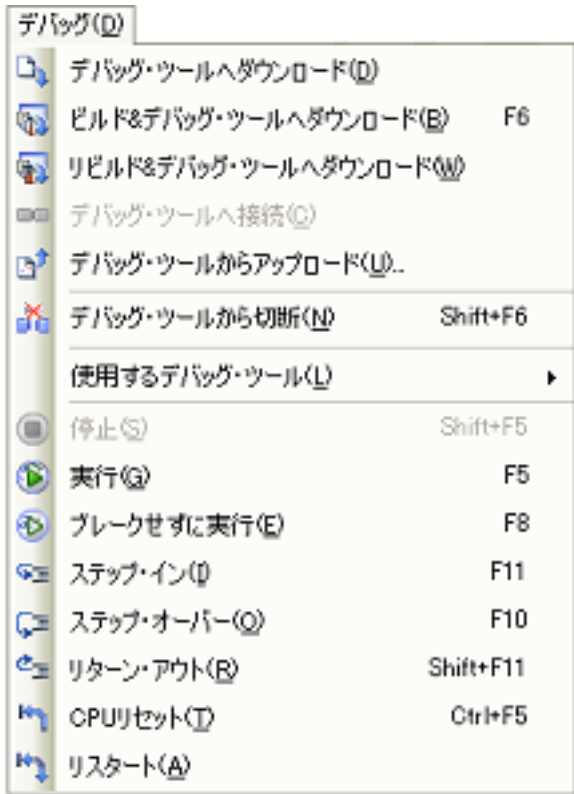 デバッグ(D)
デバッグ・ツールへダウンロード(D)
ビルド&デバッグ・ツールへダウンロード(B) F6
リビルド&デバッグ・ツールへダウンロード(W)
デバッグ・ツールへ接続(C)
デバッグ・ツールからアップロード(U)...
デバッグ・ツールから切断(N) Shift+F6
使用するデバッグ・ツール(L)
停止(S) Shift+F5
実行(G) F5
ブレークせずに実行(E) F8
ステップ・イン(I) F11
ステップ・オーバー(O) F10
リターン・アウト(R) Shift+F11
CPUリセット(T) Ctrl+F5
リスタート(A)